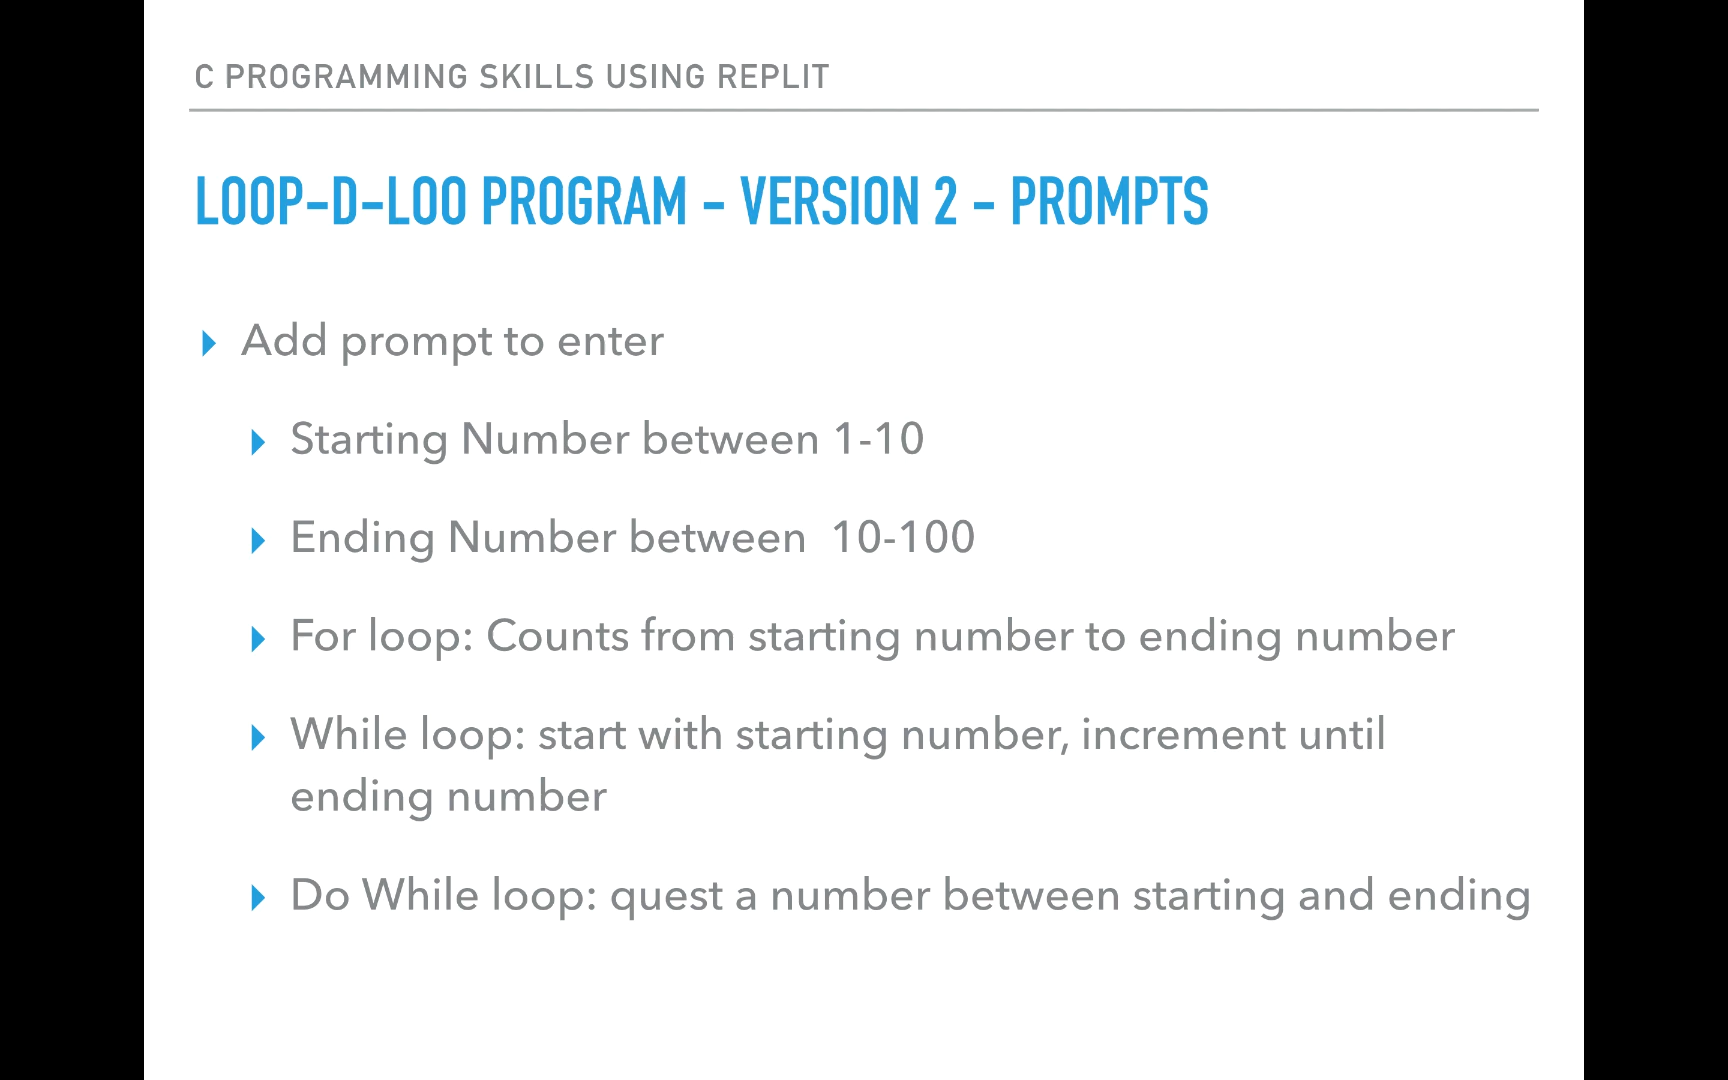 C PROGRAMMING SKILLS USING REPLIT
LOOP-D-LOO PROGRAM - VERSION 2 - PROMPTS
Add prompt to enter
Starting Number between 1-10
Ending Number between 10-100
For loop: Counts from starting number to ending number
While loop: start with starting number, increment until
ending number
Do While loop: quest a number between starting and ending